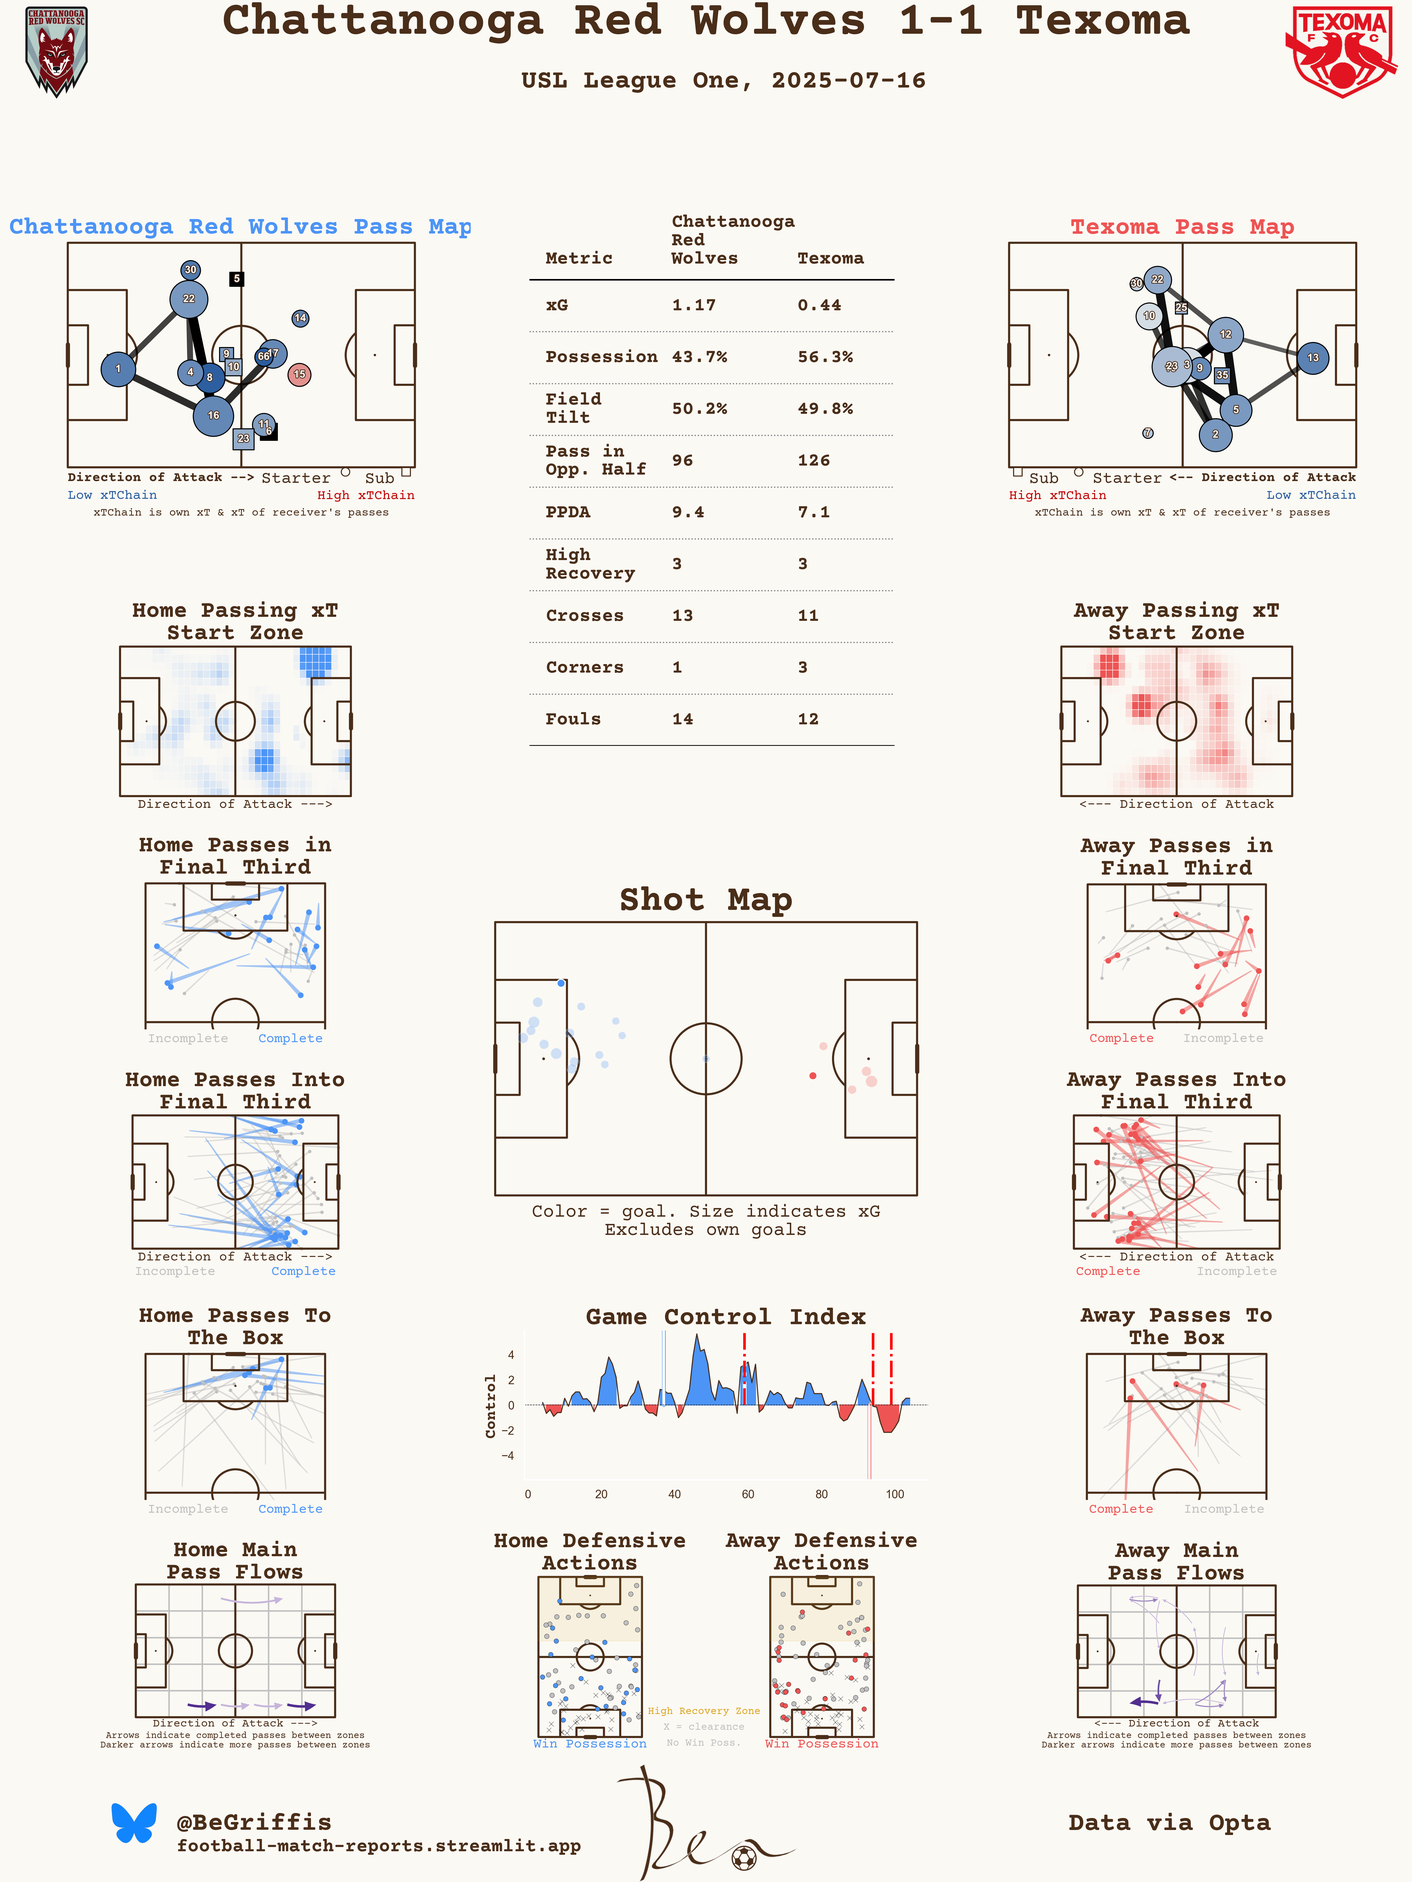 Chattanooga Red Wolves 1-1 Texoma
USL League One, 2025-07-16
CHATTANOOGA
RED WOLVES SC
TEXOMA
F C
Chattanooga Red Wolves Pass Map
30
5
22
14
1
4
8
9
10
66
17
15
16
11
6
23
Direction of Attack --> Starter Sub
Low xTChain High xTChain
xTChain is own xT & xT of receiver's passes
Metric Chattanooga Red Wolves Texoma
xG 1.17 0.44
Possession 43.7% 56.3%
Field Tilt 50.2% 49.8%
Pass in Opp. Half 96 126
PPDA 9.4 7.1
High Recovery 3 3
Crosses 13 11
Corners 1 3
Fouls 14 12
Texoma Pass Map
30
22
10
25
12
13
23
3
9
35
5
2
7
Sub Starter <-- Direction of Attack
High xTChain Low xTChain
xTChain is own xT & xT of receiver's passes
Home Passing xT
Start Zone
Direction of Attack --->
Away Passing xT
Start Zone
<--- Direction of Attack
Home Passes in
Final Third
Incomplete Complete
Away Passes in
Final Third
Complete Incomplete
Shot Map
Color = goal. Size indicates xG
Excludes own goals
Home Passes Into
Final Third
Direction of Attack --->
Incomplete Complete
Away Passes Into
Final Third
<--- Direction of Attack
Complete Incomplete
Home Passes To
The Box
Incomplete Complete
Game Control Index
Control
4
2
0
−2
−4
0 20 40 60 80 100
Away Passes To
The Box
Complete Incomplete
Home Main
Pass Flows
Direction of Attack --->
Arrows indicate completed passes between zones
Darker arrows indicate more passes between zones
Home Defensive
Actions
Win Possession
Away Defensive
Actions
Win Possession
High Recovery Zone
X = clearance
No Win Poss.
Away Main
Pass Flows
<--- Direction of Attack
Arrows indicate completed passes between zones
Darker arrows indicate more passes between zones
@BeGriffis
football-match-reports.streamlit.app
Ben
Data via Opta